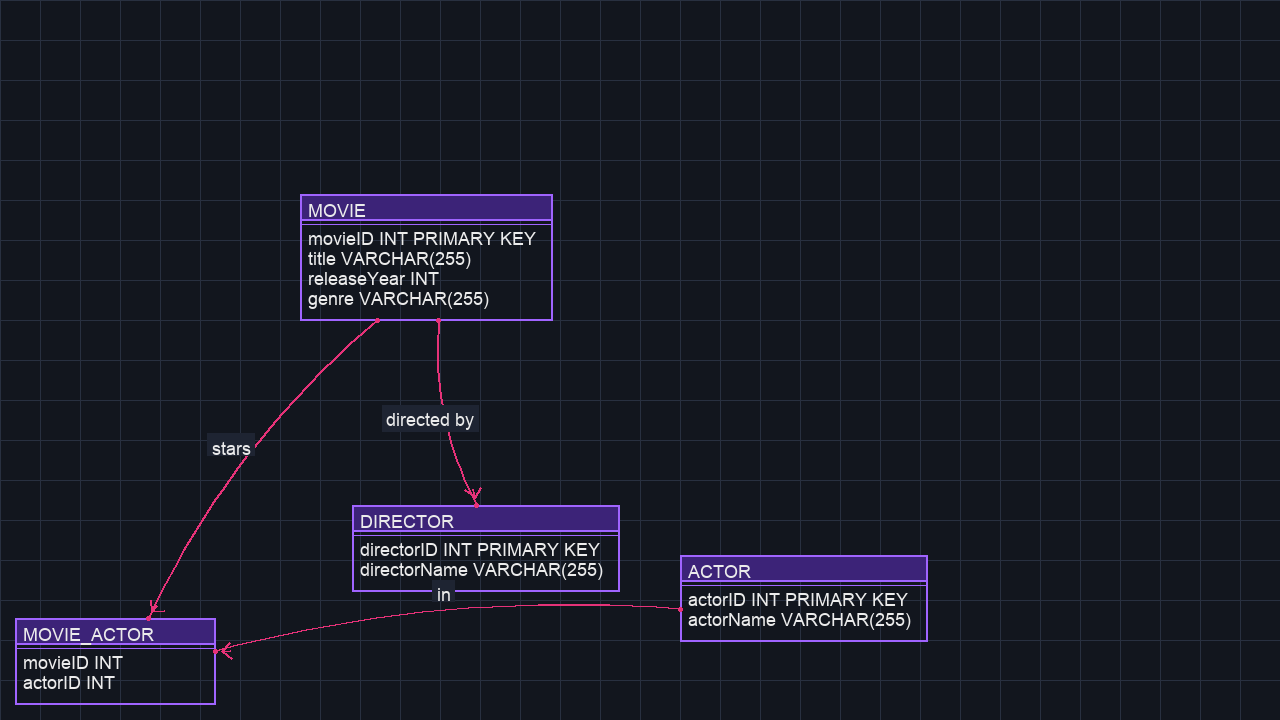 MOVIE
movieID INT PRIMARY KEY
title VARCHAR(255)
releaseYear INT
genre VARCHAR(255)
directed by
stars
DIRECTOR
directorID INT PRIMARY KEY
directorName VARCHAR(255)
ACTOR
actorID INT PRIMARY KEY
actorName VARCHAR(255)
in
MOVIE_ACTOR
movieID INT
actorID INT